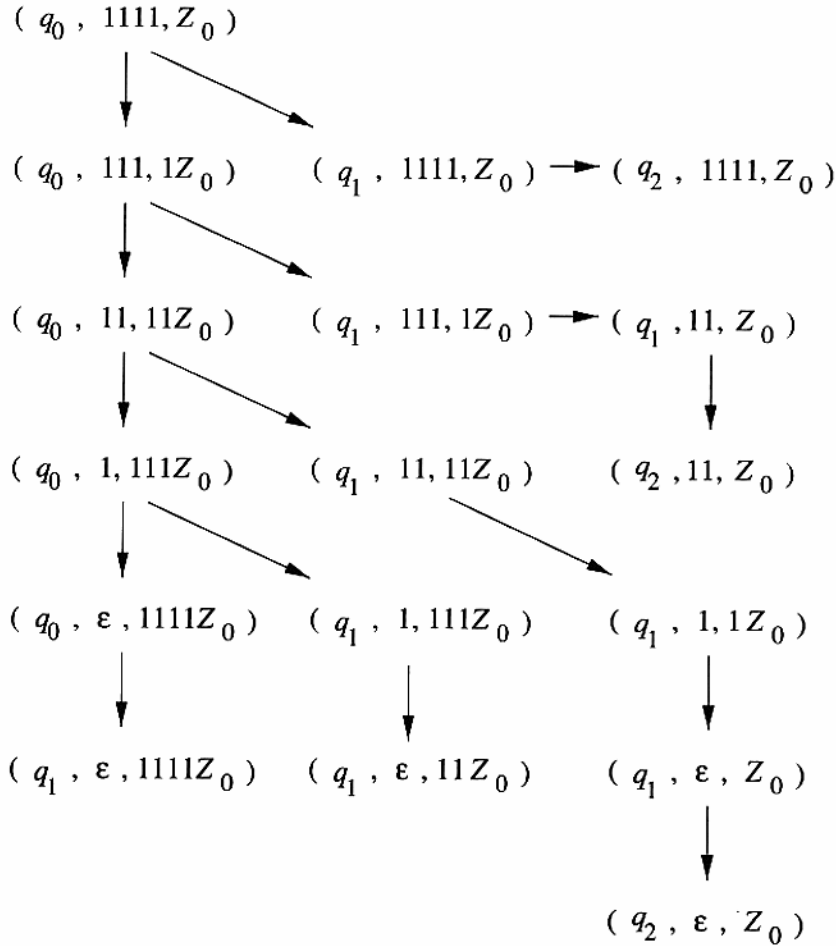 ( q₀ , 1111, Z₀ )
( q₀ , 111, 1Z₀ ) ( q₁ , 1111, Z₀ ) ( q₂ , 1111, Z₀ )
( q₀ , 11, 11Z₀ ) ( q₁ , 111, 1Z₀ ) ( q₁ , 11, Z₀ )
( q₀ , 1, 111Z₀ ) ( q₁ , 11, 11Z₀ ) ( q₂ , 11, Z₀ )
( q₀ , ε , 1111Z₀ ) ( q₁ , 1, 111Z₀ ) ( q₁ , 1, 1Z₀ )
( q₁ , ε , 1111Z₀ ) ( q₁ , ε , 11Z₀ ) ( q₁ , ε , Z₀ )
( q₂ , ε , Z₀ )